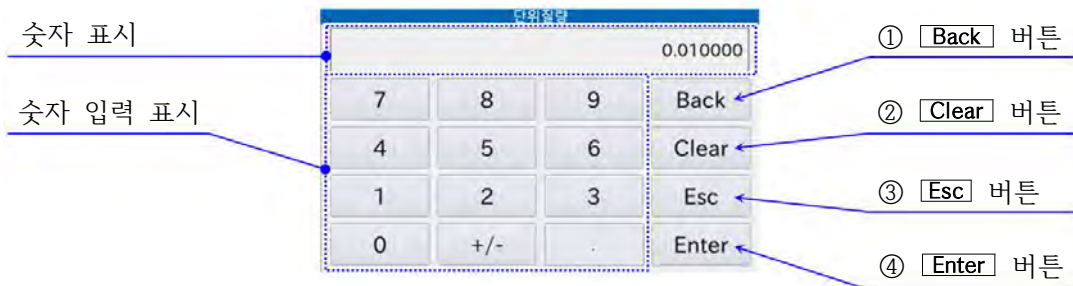 단위질량
숫자 표시
0.010000
① Back 버튼
7 8 9 Back
숫자 입력 표시
② Clear 버튼
4 5 6 Clear
1 2 3 Esc
③ Esc 버튼
0 +/- . Enter
④ Enter 버튼